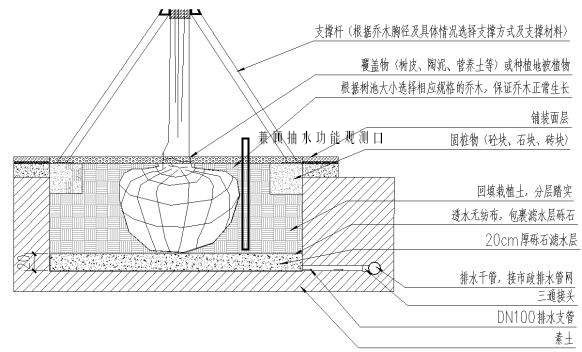 支撑杆（根据乔木胸径及具体情况选择支撑方式及支撑材料）
覆盖物（树皮、陶泥、营养土等）或种植地被植物
根据树池大小选择相应规格的乔木，保证乔木正常生长
铺装面层
兼顾抽水功能观测口
固桩物（砼块、石块、砖块）
回填栽植土，分层踏实
透水无纺布，包裹滤水层砾石
20cm厚砾石滤水层
20
排水干管，接市政排水管网
三通接头
DN100排水支管
素土